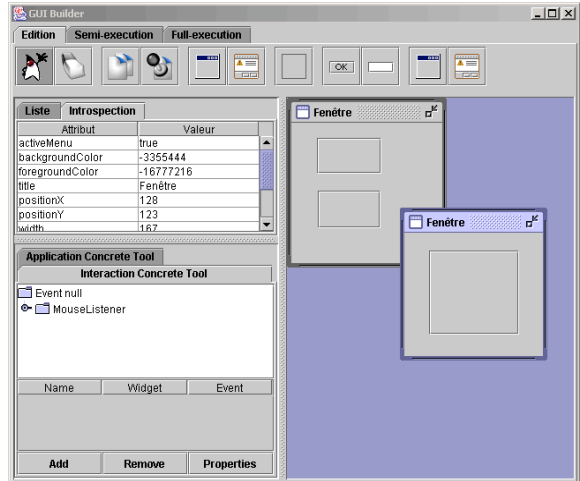 GUI Builder
Edition Semi-execution Full-execution
OK
Liste Introspection
Attribut Valeur
activeMenu true
backgroundColor -3355444
foregroundColor -16777216
title Fenêtre
positionX 128
positionY 123
width 167
Application Concrete Tool
Interaction Concrete Tool
Event null
MouseListener
Name Widget Event
Add Remove Properties
Fenêtre
Fenêtre